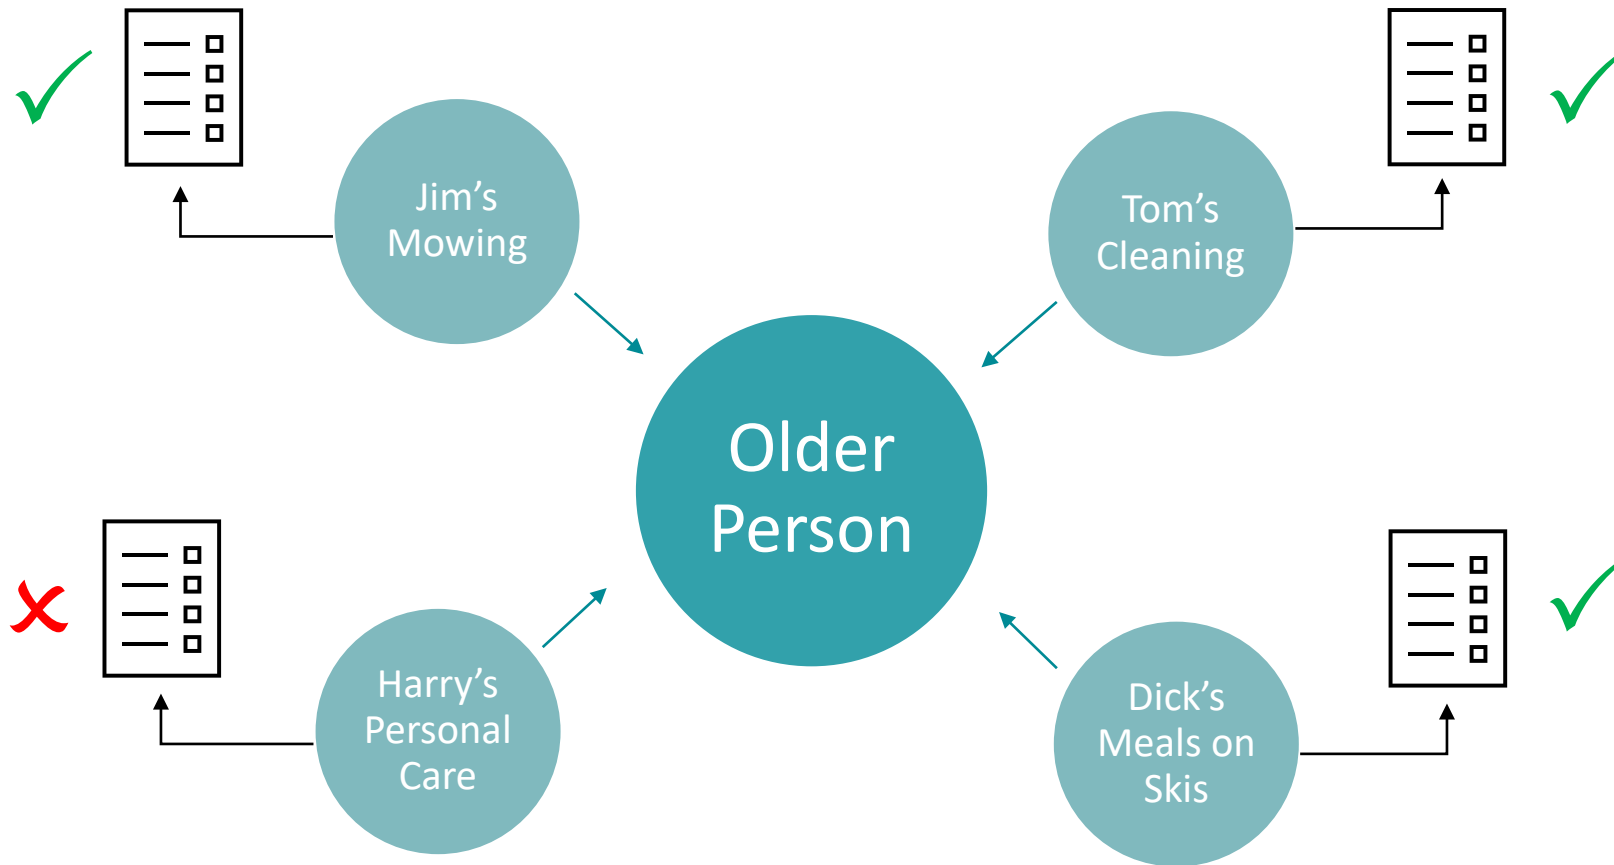 Jim’s
Mowing
Tom’s
Cleaning
Older
Person
Harry’s
Personal
Care
Dick’s
Meals on
Skis